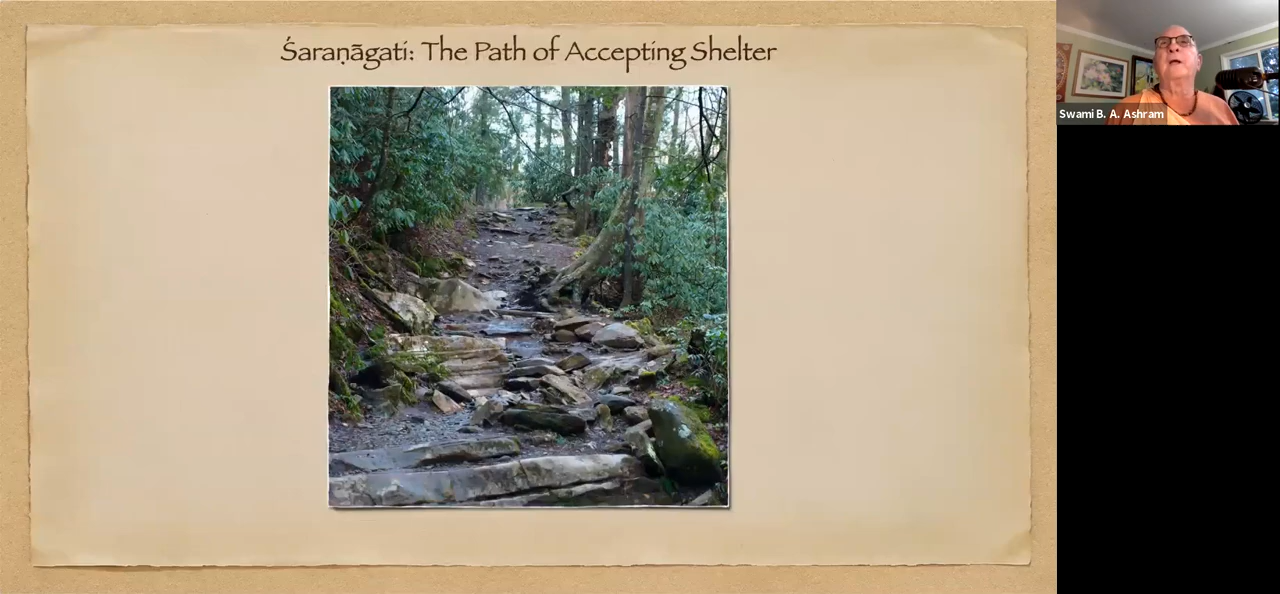 Śaraṇāgati: The Path of Accepting Shelter
Swami B. A. Ashram